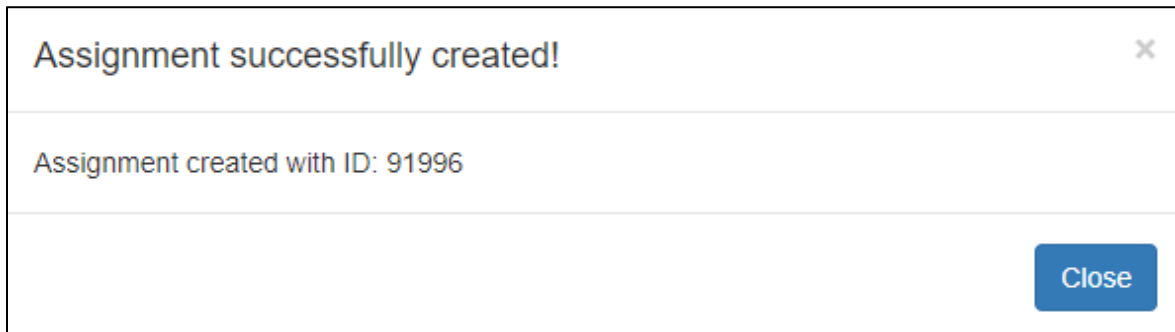 Assignment successfully created!
×
Assignment created with ID: 91996
Close